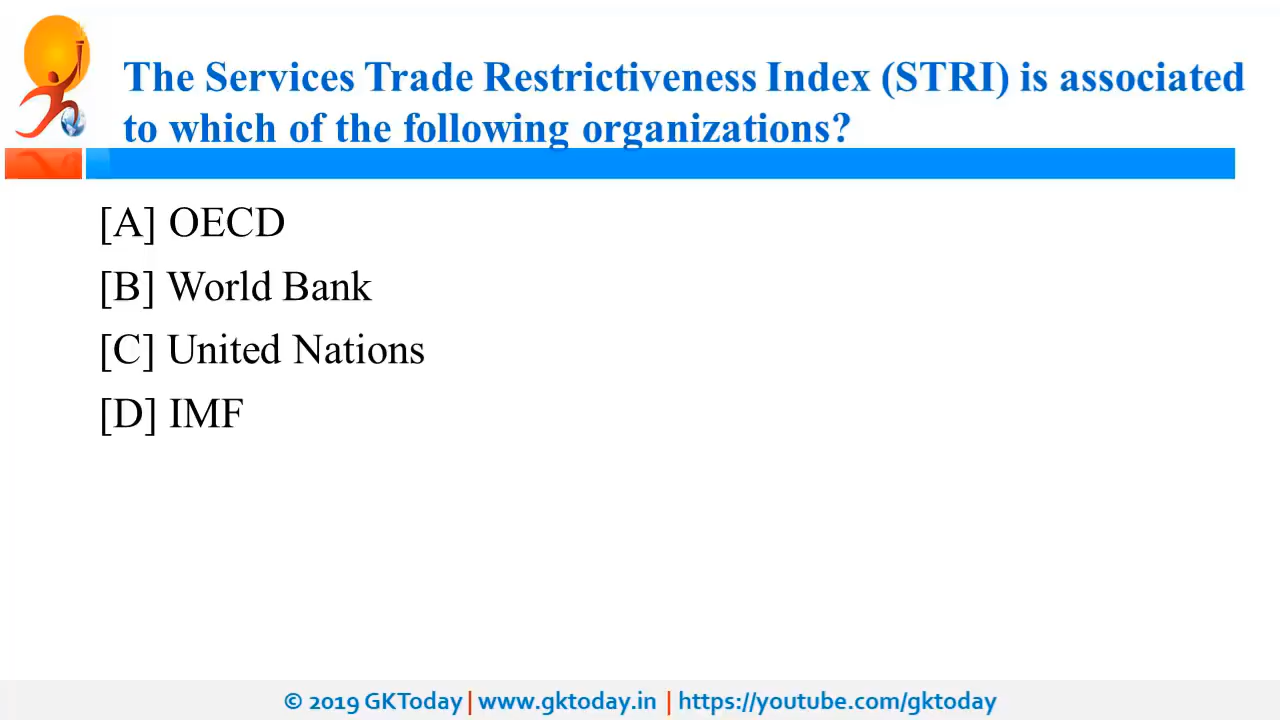 The Services Trade Restrictiveness Index (STRI) is associated
to which of the following organizations?
[A] OECD
[B] World Bank
[C] United Nations
[D] IMF
© 2019 GKToday | www.gktoday.in | https://youtube.com/gktoday